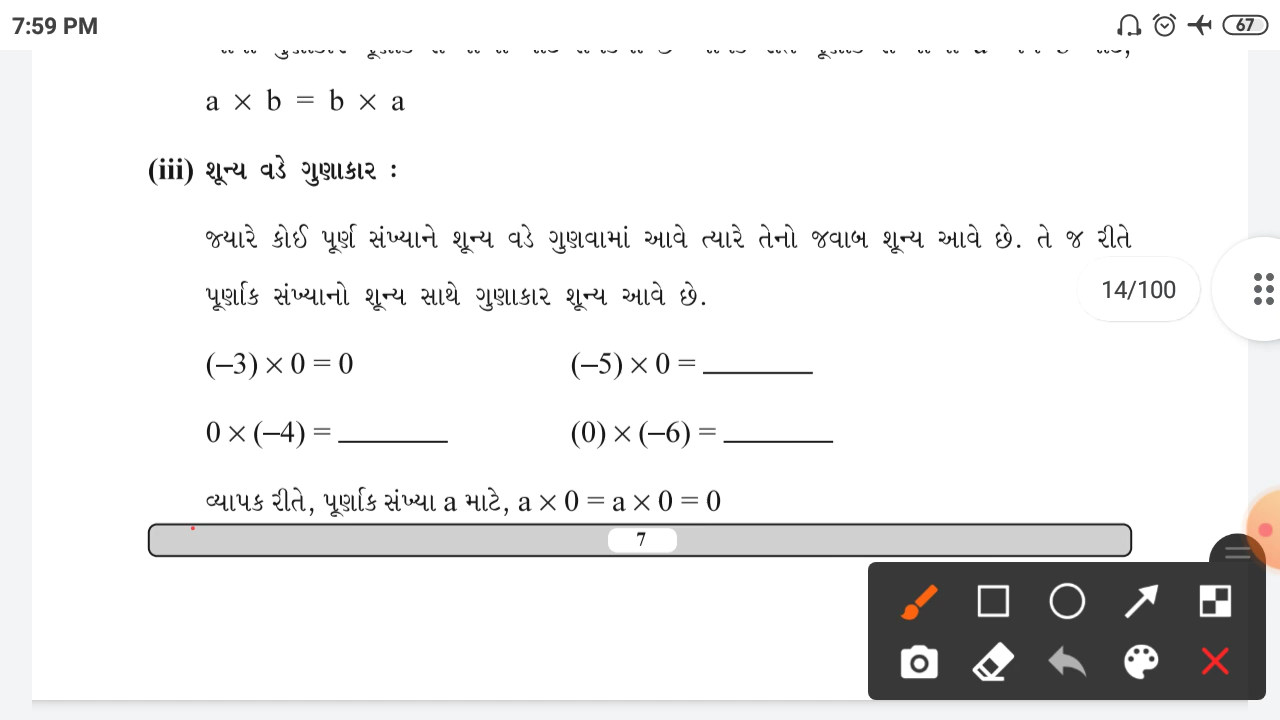 7:59 PM
67
a × b = b × a
(iii) શૂન્ય વડે ગુણાકાર :
જ્યારે કોઈ પૂર્ણ સંખ્યાને શૂન્ય વડે ગુણવામાં આવે ત્યારે તેનો જવાબ શૂન્ય આવે છે. તે જ રીતે
પૂર્ણાંક સંખ્યાનો શૂન્ય સાથે ગુણાકાર શૂન્ય આવે છે.
14/100
(–3) × 0 = 0 (–5) × 0 = ________
0 × (–4) = ________ (0) × (–6) = ________
વ્યાપક રીતે, પૂર્ણાંક સંખ્યા a માટે, a × 0 = a × 0 = 0
7